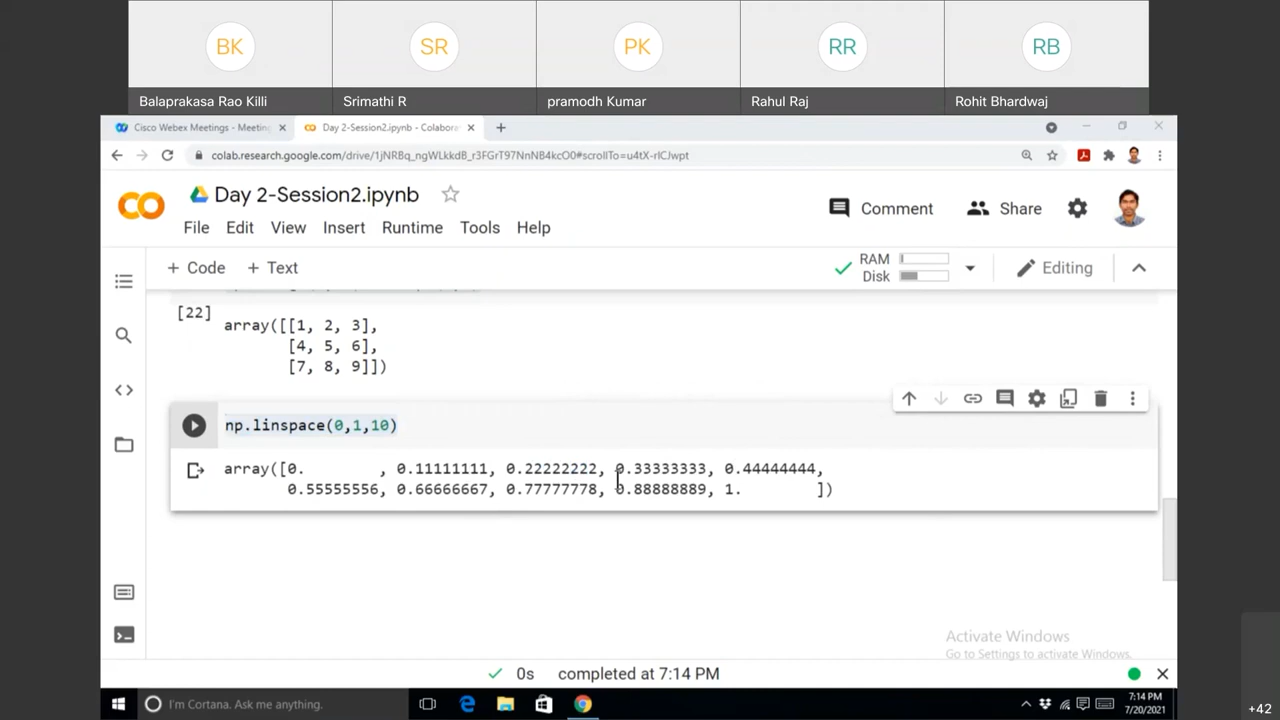 BK
SR
PK
RR
RB
Balaprakasa Rao Killi
Srimathi R
pramodh Kumar
Rahul Raj
Rohit Bhardwaj
Cisco Webex Meetings - Meetin
Day 2-Session2.ipynb - Colabora
colab.research.google.com/drive/1jNRBq_ngWLkkdB_r3FGrT97NnNB4kcO0#scrollTo=u4tX-rlCJwpt
Day 2-Session2.ipynb
Comment
Share
File Edit View Insert Runtime Tools Help
+ Code + Text
RAM
Disk
Editing
[22]
array([[1, 2, 3],
[4, 5, 6],
[7, 8, 9]])
np.linspace(0,1,10)
array([0.        , 0.11111111, 0.22222222, 0.33333333, 0.44444444,
0.55555556, 0.66666667, 0.77777778, 0.88888889, 1.        ])
Activate Windows
Go to Settings to activate Windows.
0s completed at 7:14 PM
I'm Cortana. Ask me anything.
7:14 PM
7/20/2021
+42